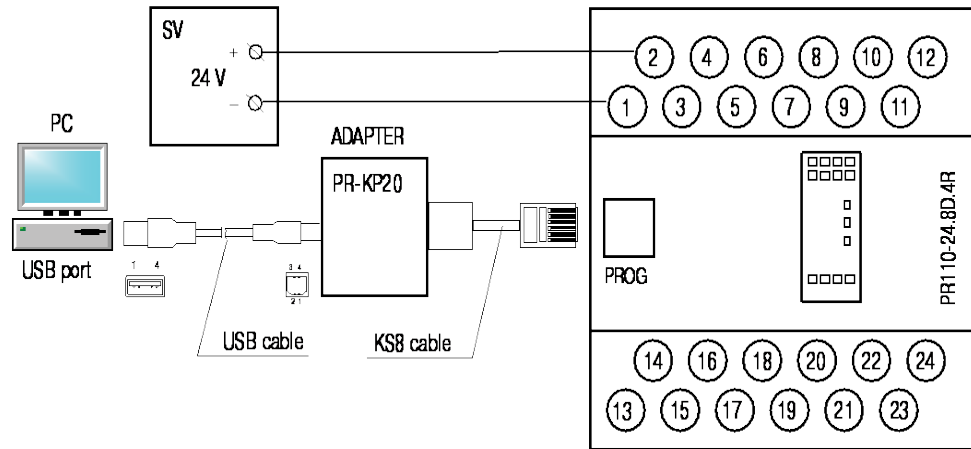 SV
+
24 V
–
2 4 6 8 10 12
1 3 5 7 9 11
PC
ADAPTER
PR-KP20
USB port
1 4
3 4
2 1
USB cable
KS8 cable
PROG
PR110-24.8D.4R
14 16 18 20 22 24
13 15 17 19 21 23